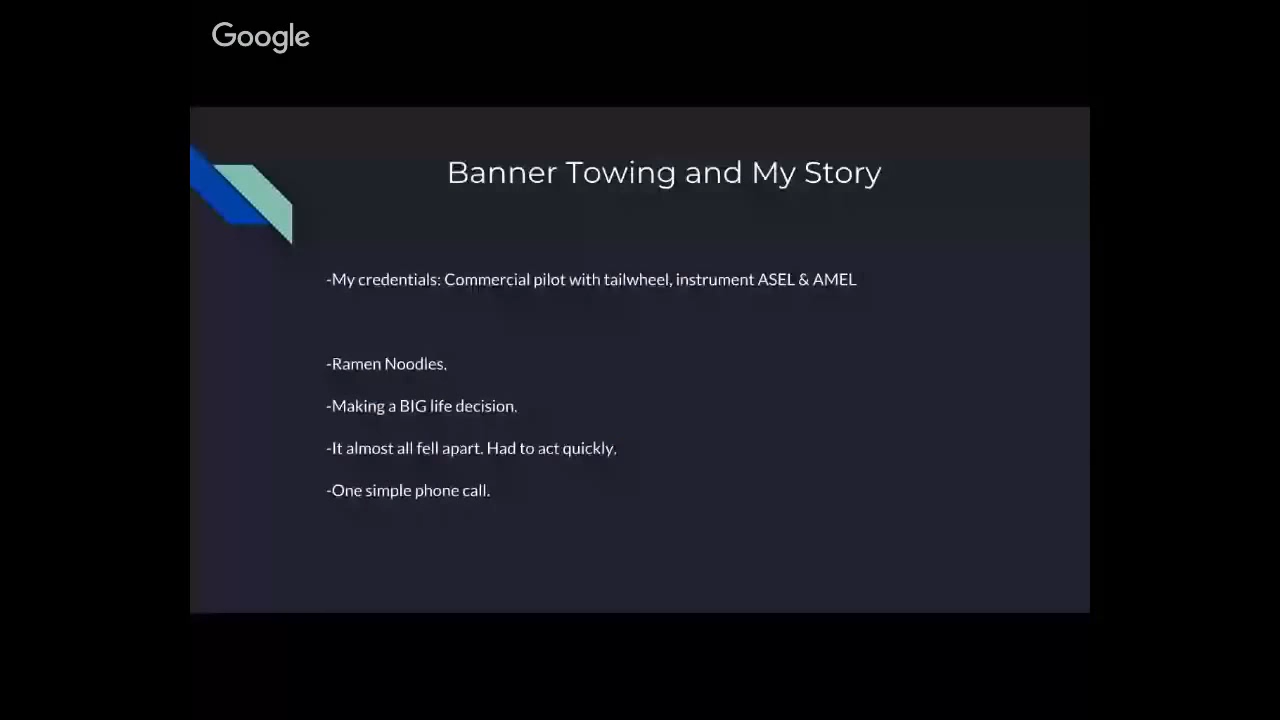 Google
Banner Towing and My Story
-My credentials: Commercial pilot with tailwheel, instrument ASEL & AMEL
-Ramen Noodles.
-Making a BIG life decision.
-It almost all fell apart. Had to act quickly.
-One simple phone call.